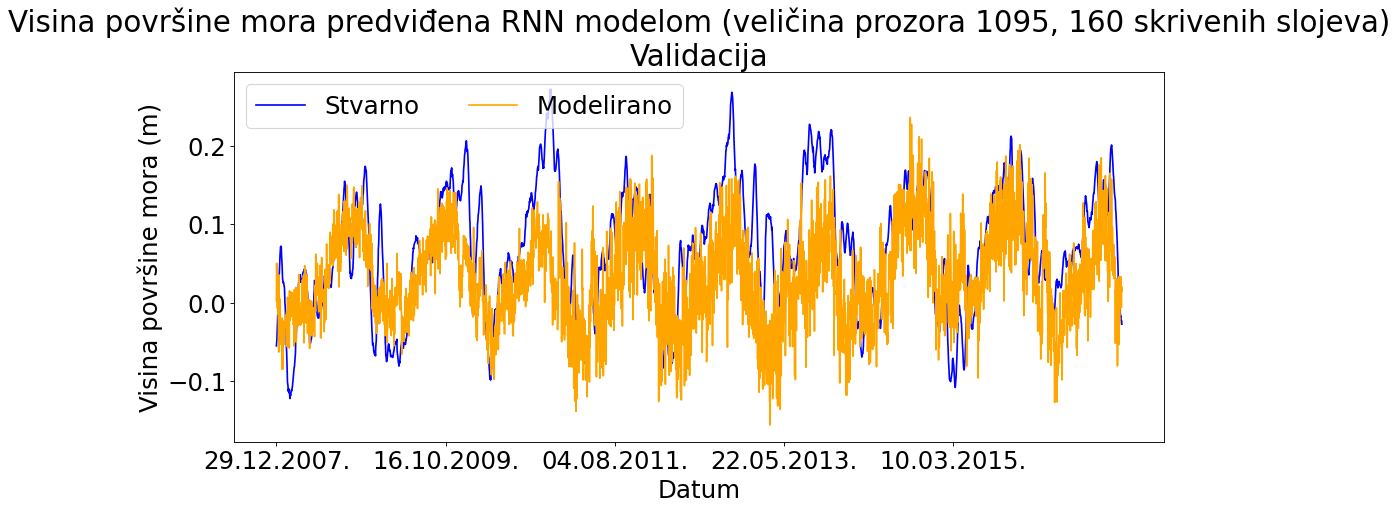 Visina površine mora predviđena RNN modelom (veličina prozora 1095, 160 skrivenih slojeva)
Validacija
Stvarno
Modelirano
Visina površine mora (m)
0.2
0.1
0.0
−0.1
29.12.2007.
16.10.2009.
04.08.2011.
22.05.2013.
10.03.2015.
Datum